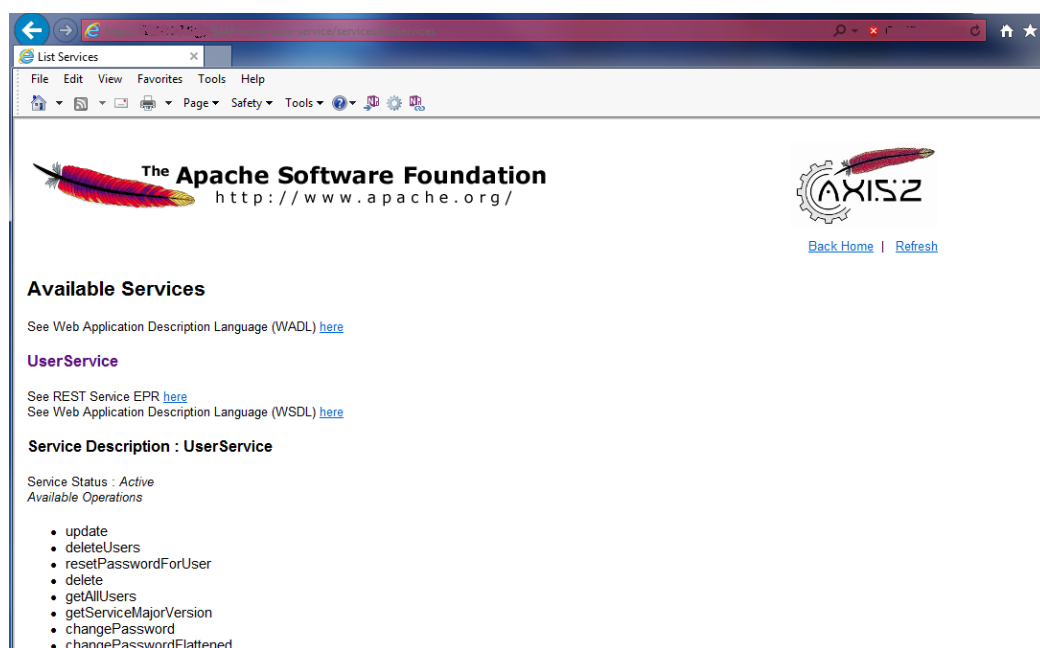 List Services
File Edit View Favorites Tools Help
Page Safety Tools
The Apache Software Foundation
http://www.apache.org/
AXIS2
Back Home | Refresh
Available Services
See Web Application Description Language (WADL) here
UserService
See REST Service EPR here
See Web Application Description Language (WSDL) here
Service Description : UserService
Service Status : Active
Available Operations
update
deleteUsers
resetPasswordForUser
delete
getAllUsers
getServiceMajorVersion
changePassword
changePasswordFlattened